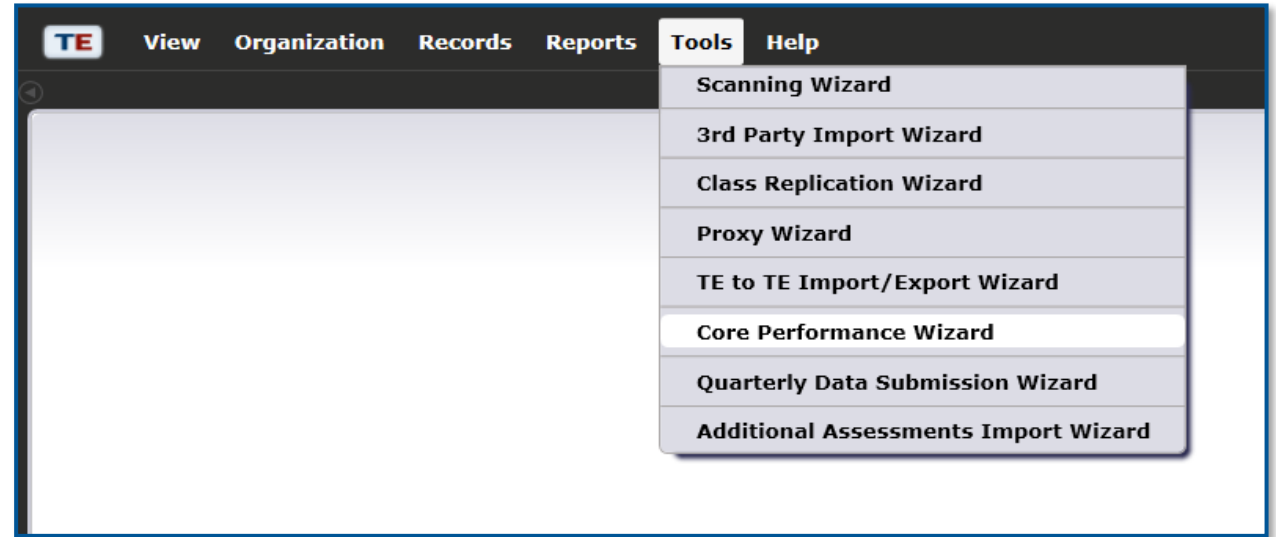 TE View Organization Records Reports Tools Help
Scanning Wizard
3rd Party Import Wizard
Class Replication Wizard
Proxy Wizard
TE to TE Import/Export Wizard
Core Performance Wizard
Quarterly Data Submission Wizard
Additional Assessments Import Wizard